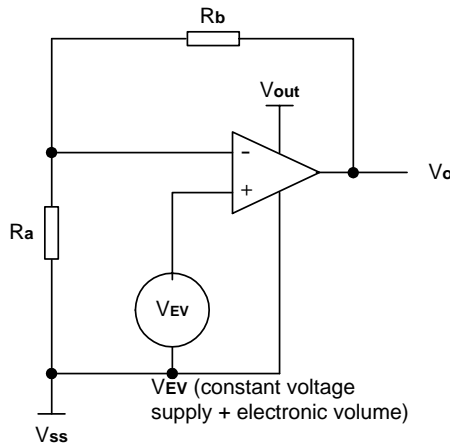 Rb
Vout
-
Vo
+
Ra
VEV
VEV (constant voltage
supply + electronic volume)
Vss